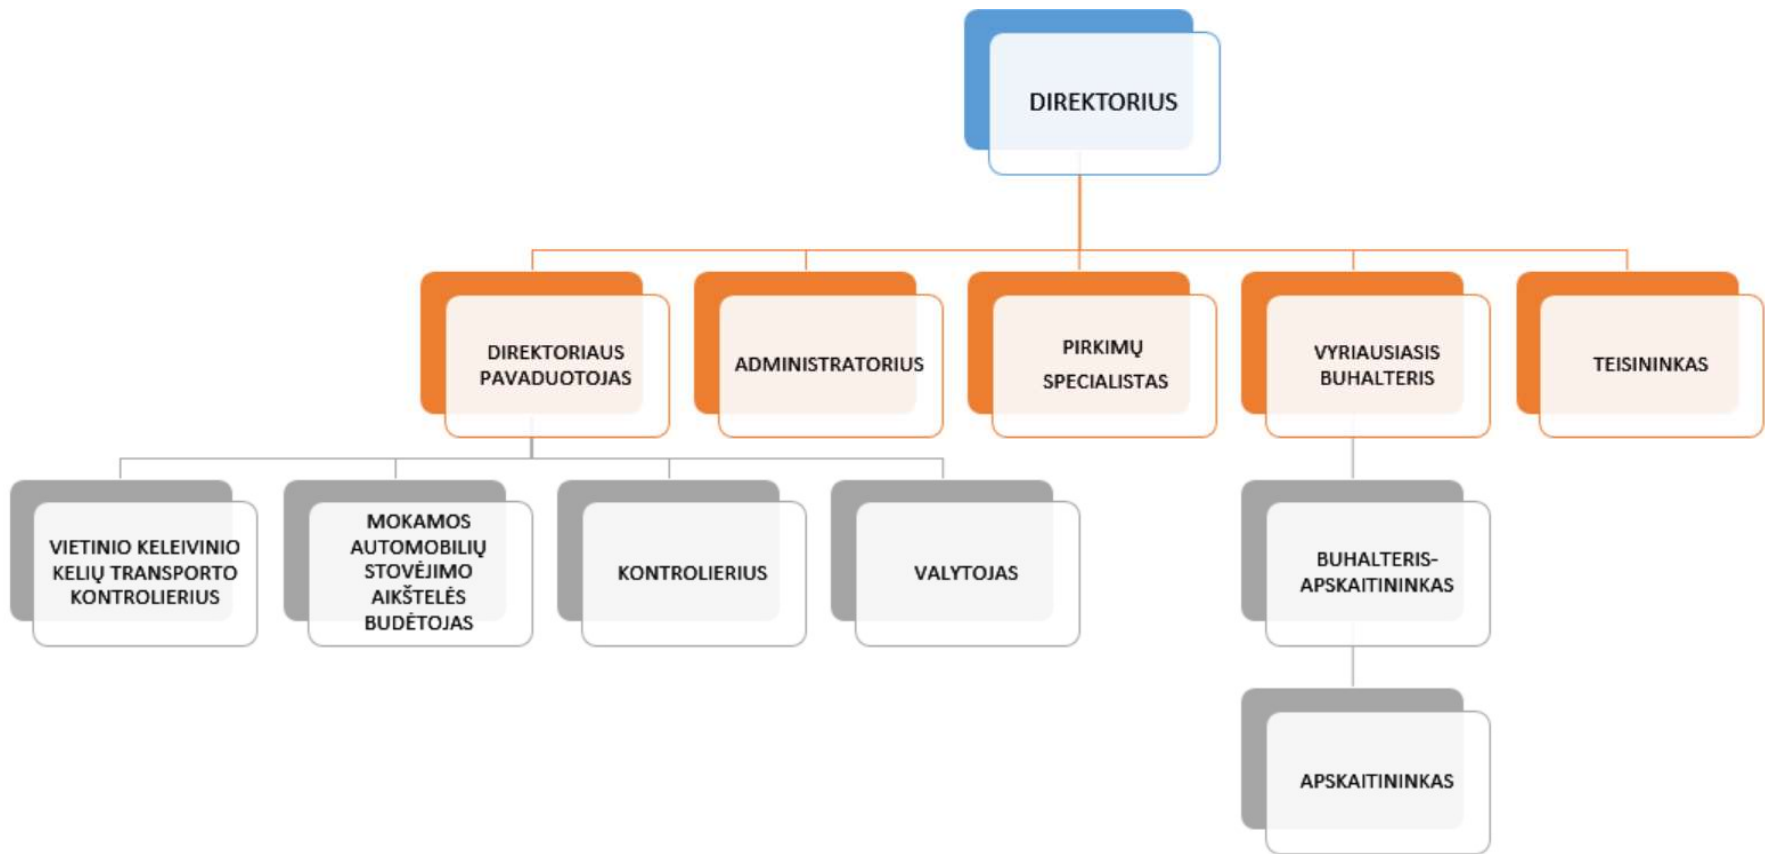 DIREKTORIUS
DIREKTORIAUS
PAVADUOTOJAS
ADMINISTRATORIUS
PIRKIMŲ
SPECIALISTAS
VYRIAUSIASIS
BUHALTERIS
TEISININKAS
VIETINIO KELEIVINIO
KELIŲ TRANSPORTO
KONTROLIERIUS
MOKAMOS
AUTOMOBILIŲ
STOVĖJIMO
AIKŠTELĖS
BUDĖTOJAS
KONTROLIERIUS
VALYTOJAS
BUHALTERIS-
APSKAITININKAS
APSKAITININKAS